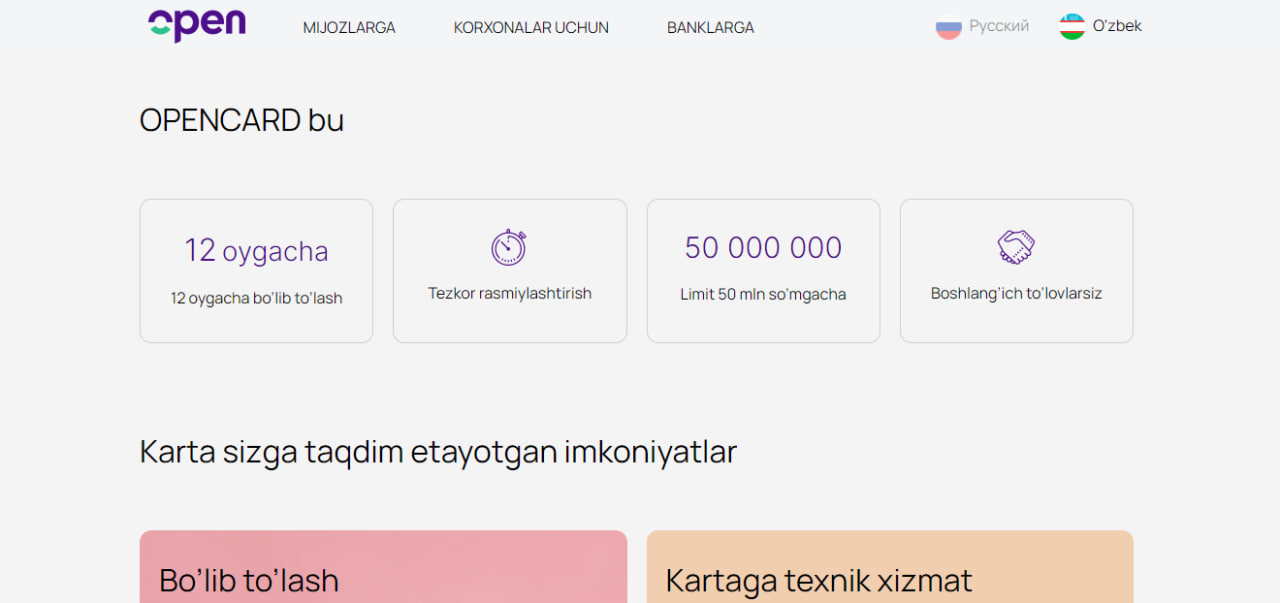 open
MIJOZLARGA
KORXONALAR UCHUN
BANKLARGA
Русский
O'zbek
OPENCARD bu
12 oygacha
12 oygacha bo’lib to’lash
Tezkor rasmiylashtirish
50 000 000
Limit 50 mln so’mgacha
Boshlang’ich to’lovlarsiz
Karta sizga taqdim etayotgan imkoniyatlar
Bo’lib to’lash
Kartaga texnik xizmat